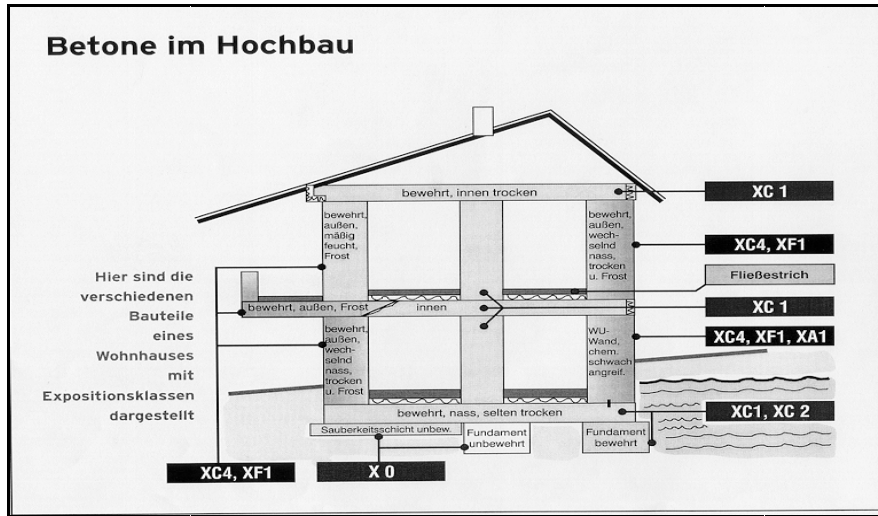 Betone im Hochbau
bewehrt, innen trocken
XC 1
bewehrt,
außen,
mäßig
feucht,
Frost
bewehrt,
außen,
wech-
selnd
nass,
trocken
u. Frost
XC4, XF1
Fließestrich
Hier sind die
verschiedenen
Bauteile
eines
Wohnhauses
mit
Expositionsklassen
dargestellt
bewehrt, außen, Frost
innen
XC 1
bewehrt,
außen,
wech-
selnd
nass,
trocken
u. Frost
WU-
Wand,
chem.
schwach
angreif.
XC4, XF1, XA1
bewehrt, nass, selten trocken
XC1, XC 2
Sauberkeitsschicht unbew.
Fundament
unbewehrt
Fundament
bewehrt
XC4, XF1
X 0